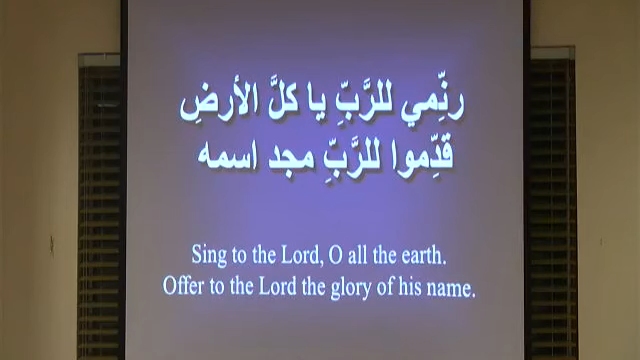 رنِّمي للرَّبِّ يا كلَّ الأرضِ
قدِّموا للرَّبِّ مجد اسمه
Sing to the Lord, O all the earth.
Offer to the Lord the glory of his name.